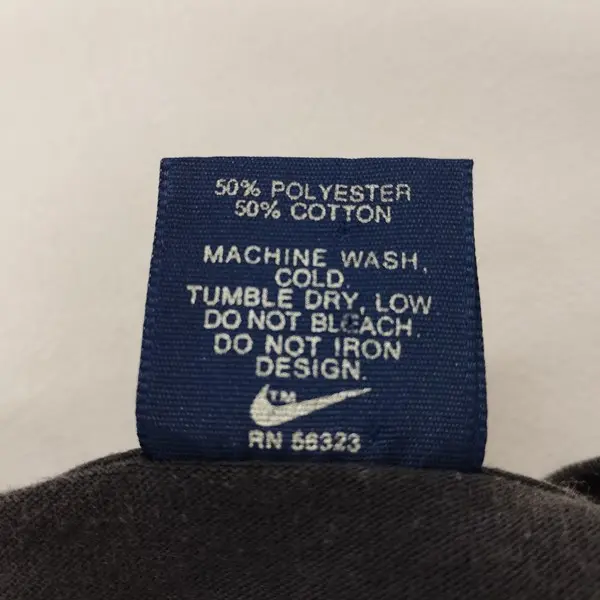 50% POLYESTER
50% COTTON
MACHINE WASH,
COLD.
TUMBLE DRY, LOW.
DO NOT BLEACH.
DO NOT IRON
DESIGN.
TM
RN 56323